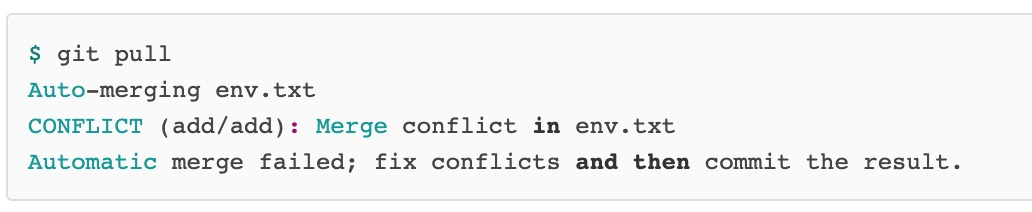 $ git pull
Auto-merging env.txt
CONFLICT (add/add): Merge conflict in env.txt
Automatic merge failed; fix conflicts and then commit the result.